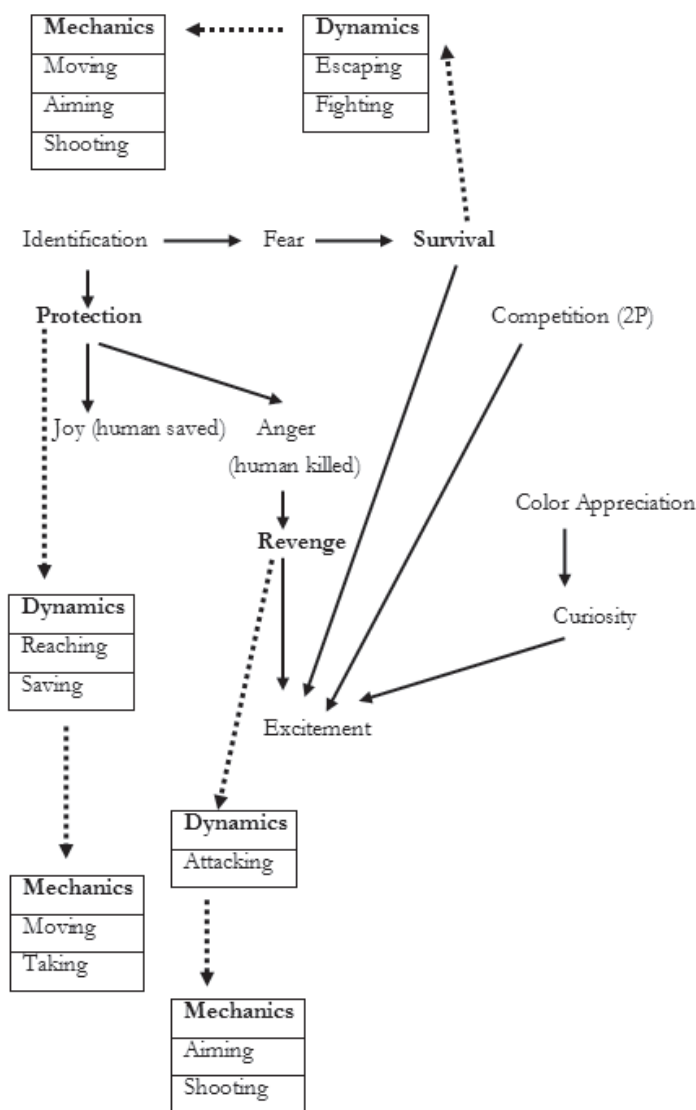 Mechanics
Moving
Aiming
Shooting
Dynamics
Escaping
Fighting
Identification
Fear
Survival
Protection
Competition (2P)
Joy (human saved)
Anger
(human killed)
Color Appreciation
Revenge
Curiosity
Dynamics
Reaching
Saving
Excitement
Dynamics
Attacking
Mechanics
Moving
Taking
Mechanics
Aiming
Shooting